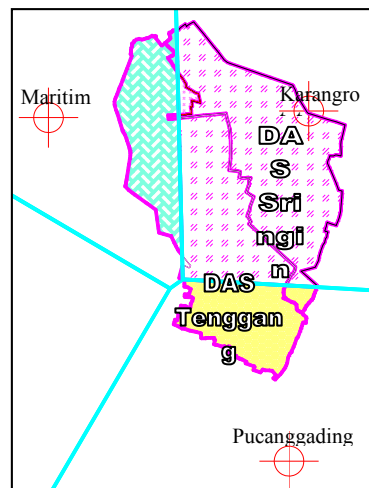 Maritim
Karangro
DA
S
Sri
ngi
n
DAS
Tenggan
g
Pucanggading